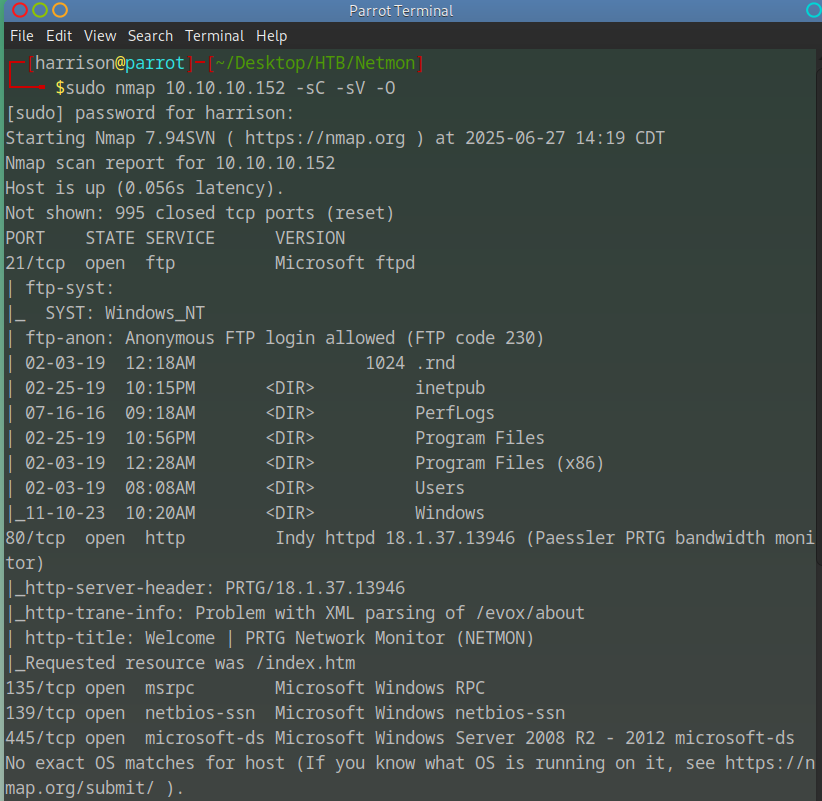 Parrot Terminal
File Edit View Search Terminal Help
┌─[harrison@parrot]─[~/Desktop/HTB/Netmon]
└──╼ $sudo nmap 10.10.10.152 -sC -sV -O
[sudo] password for harrison:
Starting Nmap 7.94SVN ( https://nmap.org ) at 2025-06-27 14:19 CDT
Nmap scan report for 10.10.10.152
Host is up (0.056s latency).
Not shown: 995 closed tcp ports (reset)
PORT    STATE SERVICE      VERSION
21/tcp  open  ftp          Microsoft ftpd
| ftp-syst:
|_  SYST: Windows_NT
| ftp-anon: Anonymous FTP login allowed (FTP code 230)
| 02-03-19  12:18AM                 1024 .rnd
| 02-25-19  10:15PM       <DIR>          inetpub
| 07-16-16  09:18AM       <DIR>          PerfLogs
| 02-25-19  10:56PM       <DIR>          Program Files
| 02-03-19  12:28AM       <DIR>          Program Files (x86)
| 02-03-19  08:08AM       <DIR>          Users
|_11-10-23  10:20AM       <DIR>          Windows
80/tcp  open  http         Indy httpd 18.1.37.13946 (Paessler PRTG bandwidth moni
tor)
|_http-server-header: PRTG/18.1.37.13946
|_http-trane-info: Problem with XML parsing of /evox/about
| http-title: Welcome | PRTG Network Monitor (NETMON)
|_Requested resource was /index.htm
135/tcp open  msrpc        Microsoft Windows RPC
139/tcp open  netbios-ssn  Microsoft Windows netbios-ssn
445/tcp open  microsoft-ds Microsoft Windows Server 2008 R2 - 2012 microsoft-ds
No exact OS matches for host (If you know what OS is running on it, see https://n
map.org/submit/ ).